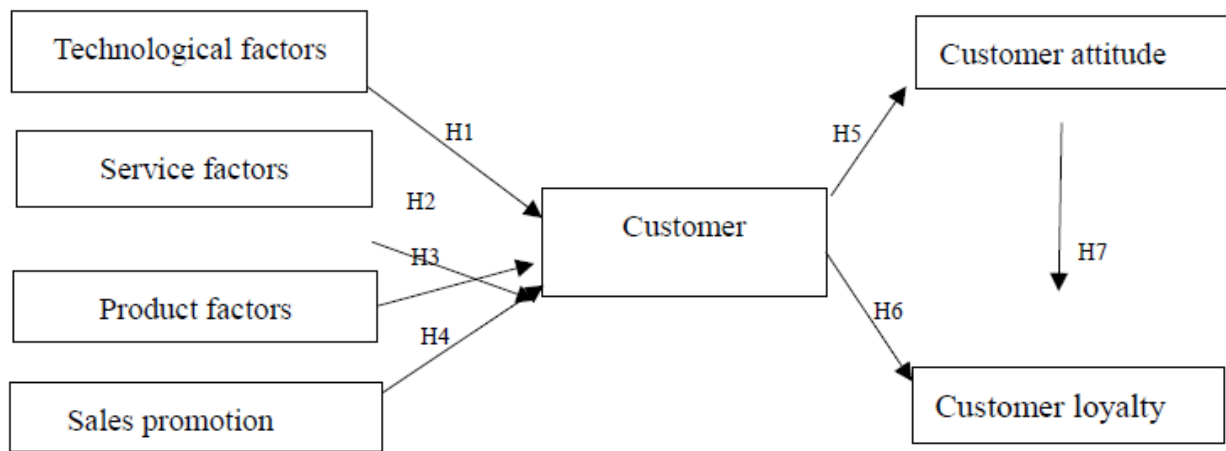 Technological factors
Service factors
Product factors
Sales promotion
H1
H2
H3
H4
Customer
H5
H6
Customer attitude
H7
Customer loyalty